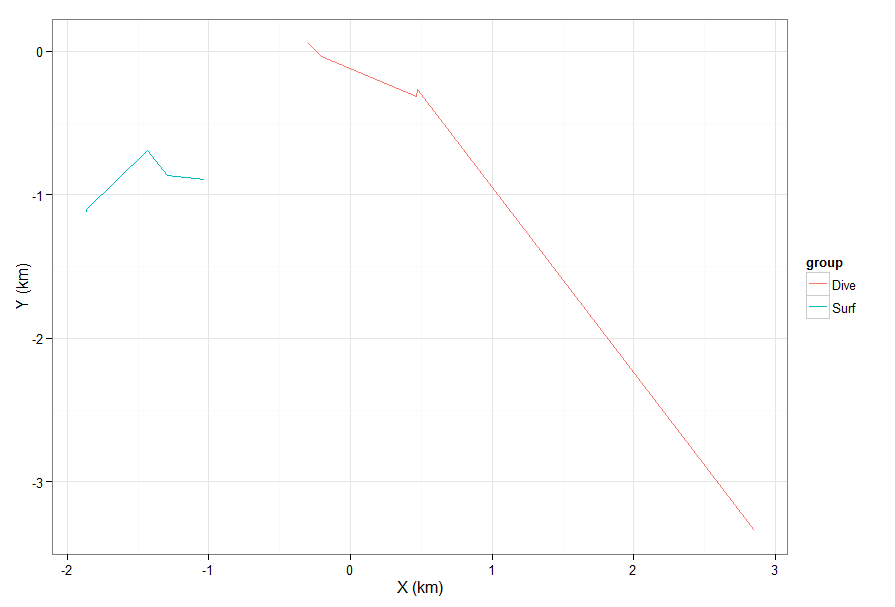 0
-1
-2
-3
Y (km)
-2 -1 0 1 2 3
X (km)
group
Dive
Surf